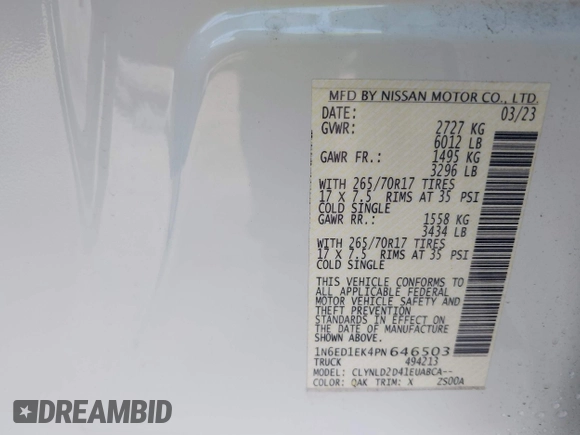 MFD BY NISSAN MOTOR CO., LTD.
DATE: 03/23
GVWR: 2727 KG
6012 LB
GAWR FR.: 1495 KG
3296 LB
WITH 265/70R17 TIRES
17 X 7.5 RIMS AT 35 PSI
COLD SINGLE
GAWR RR.: 1558 KG
3434 LB
WITH 265/70R17 TIRES
17 X 7.5 RIMS AT 35 PSI
COLD SINGLE
THIS VEHICLE CONFORMS TO
ALL APPLICABLE FEDERAL
MOTOR VEHICLE SAFETY AND
THEFT PREVENTION
STANDARDS IN EFFECT ON
THE DATE OF MANUFACTURE
SHOWN ABOVE.
1N6ED1EK4PN646503
TRUCK 494213
MODEL: CLYNLD2D41EUABCA--
COLOR: QAK TRIM: X 2S00A
DREAMBID